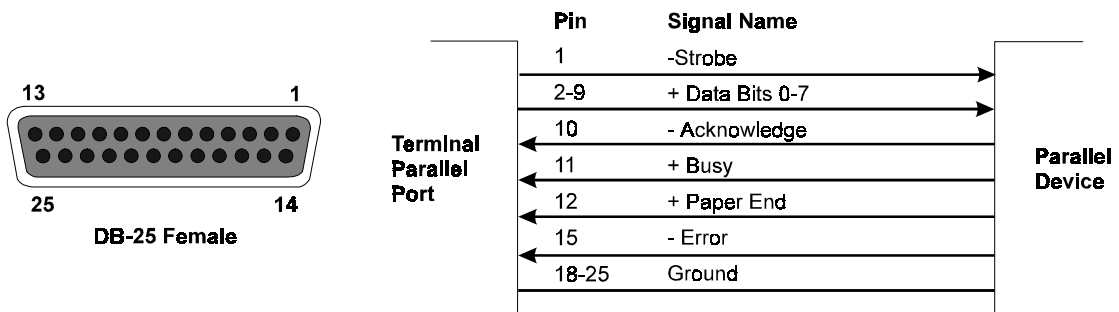 13 1
25 14
DB-25 Female
Pin Signal Name
1 -Strobe
2-9 + Data Bits 0-7
10 - Acknowledge
11 + Busy
12 + Paper End
15 - Error
18-25 Ground
Terminal
Parallel
Port
Parallel
Device